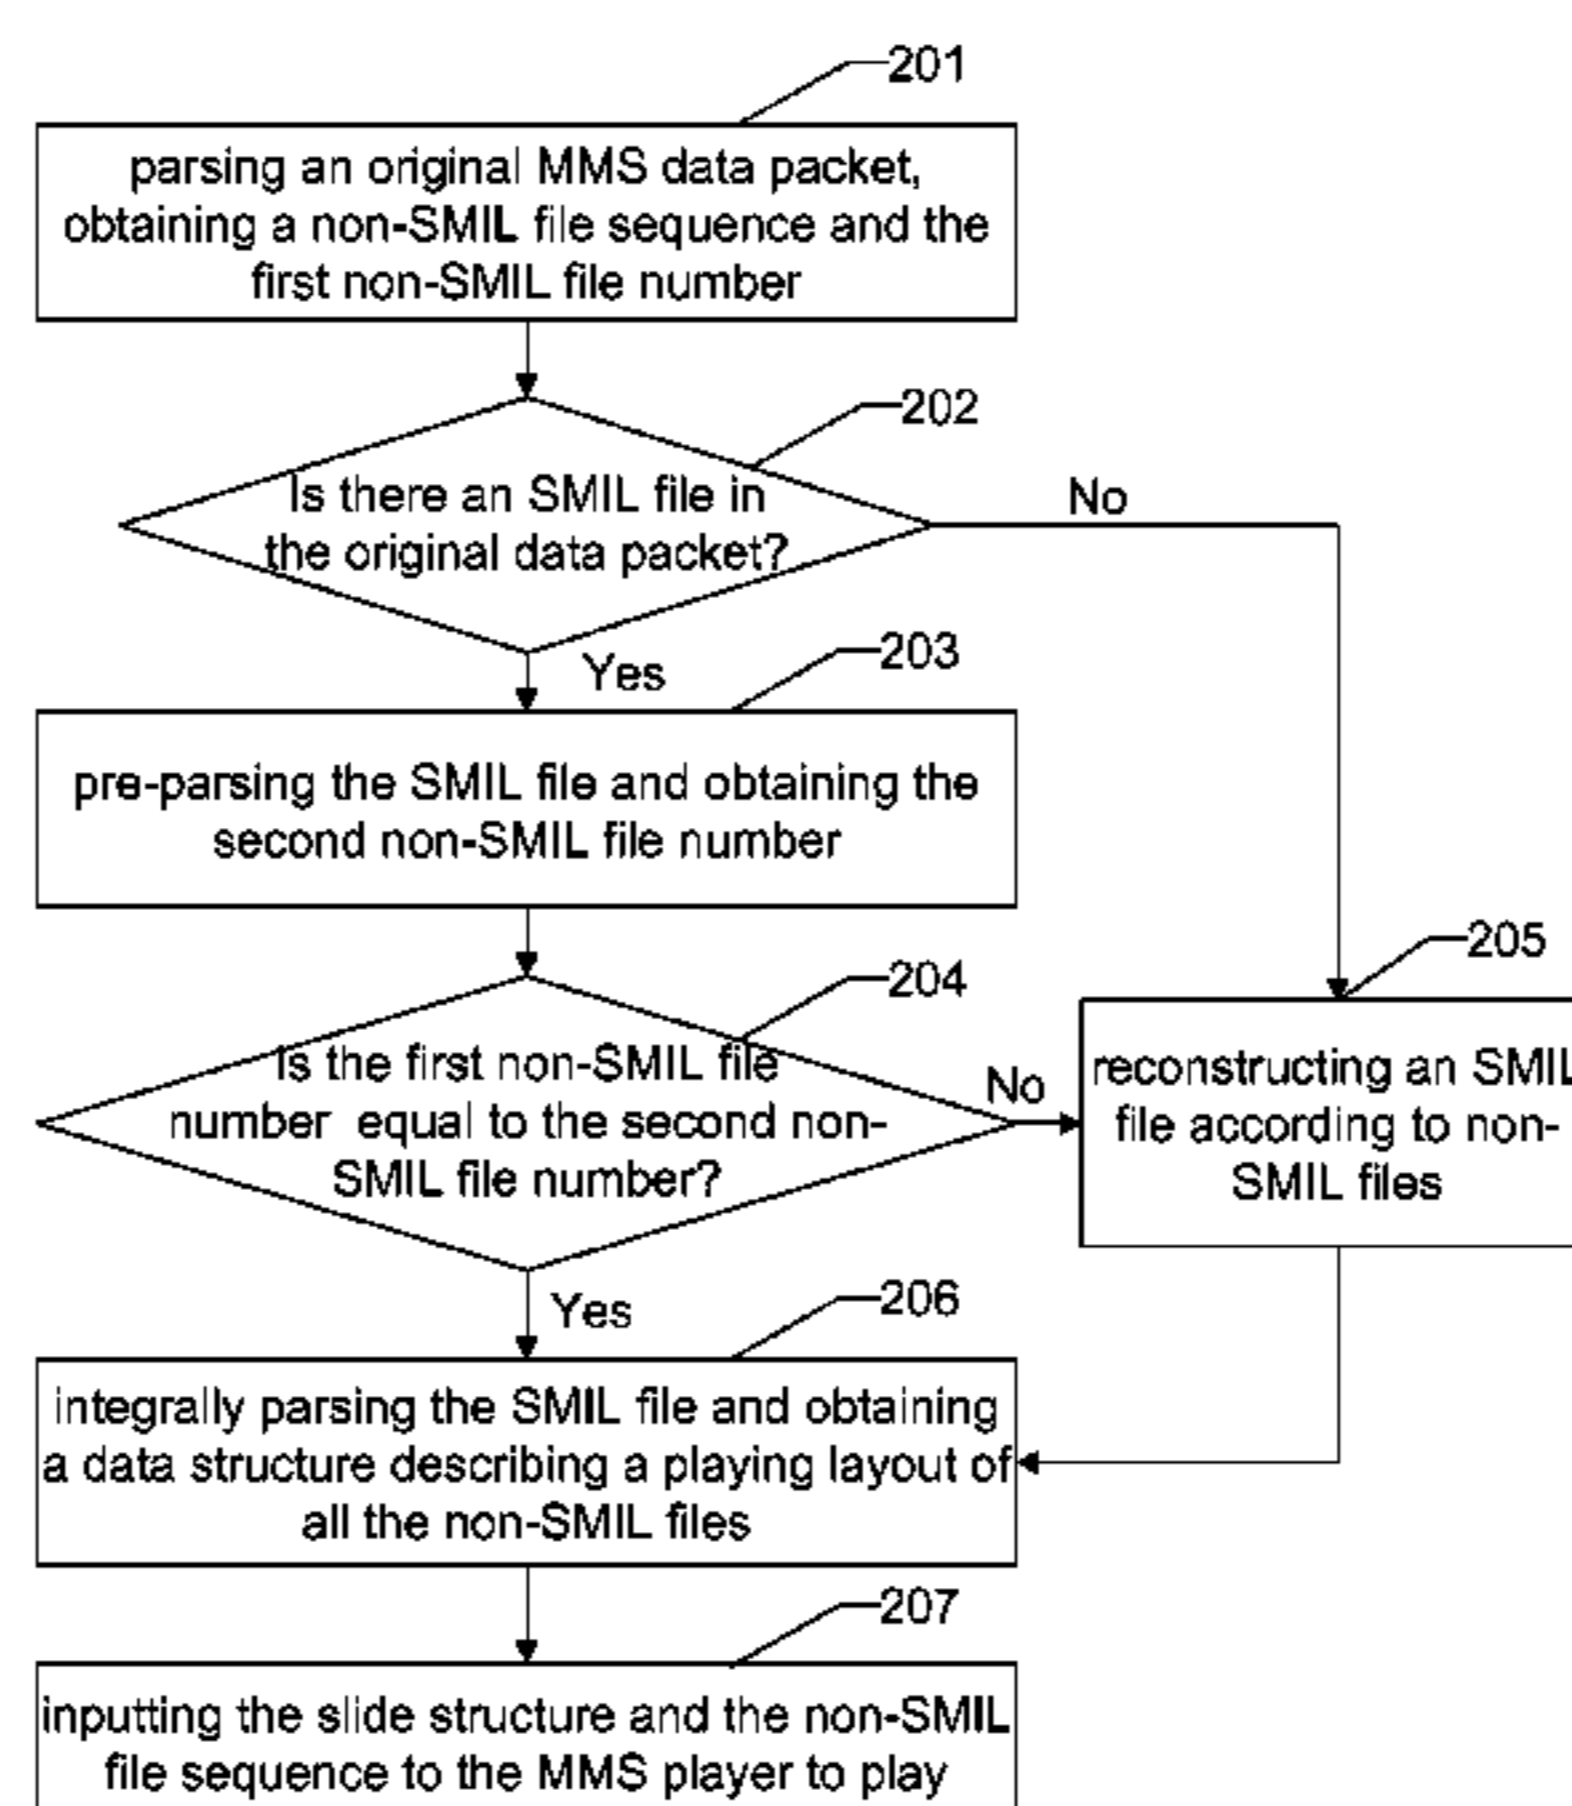 201
parsing an original MMS data packet,
obtaining a non-SMIL file sequence and the
first non-SMIL file number
202
Is there an SMIL file in
the original data packet?
No
Yes
203
pre-parsing the SMIL file and obtaining the
second non-SMIL file number
204
Is the first non-SMIL file
number equal to the second non-
SMIL file number?
No
205
reconstructing an SMIL
file according to non-
SMIL files
Yes
206
integrally parsing the SMIL file and obtaining
a data structure describing a playing layout of
all the non-SMIL files
207
inputting the slide structure and the non-SMIL
file sequence to the MMS player to play